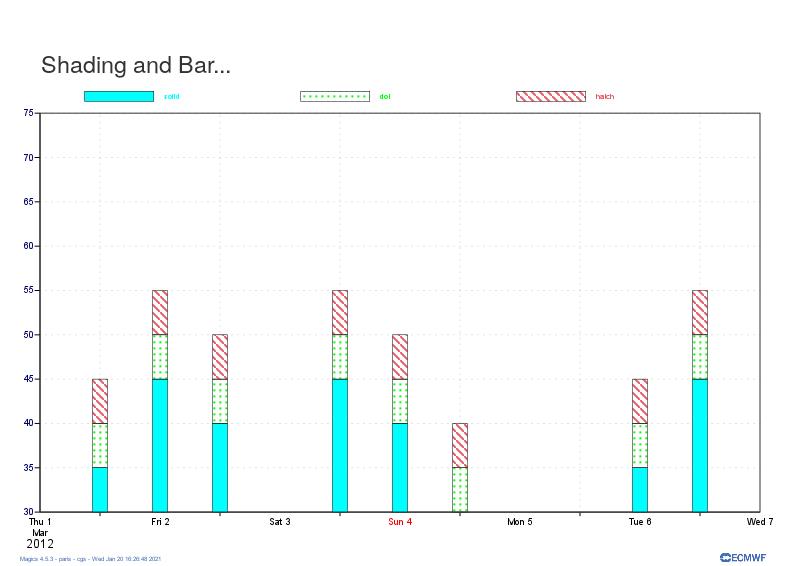 Shading and Bar...
solid dot hatch
75
70
65
60
55
50
45
40
35
30
Thu 1 Fri 2 Sat 3 Sun 4 Mon 5 Tue 6 Wed 7
Mar
2012
Magics 4.5.3 - paris - cgs - Wed Jan 20 16:26:48 2021
ECMWF